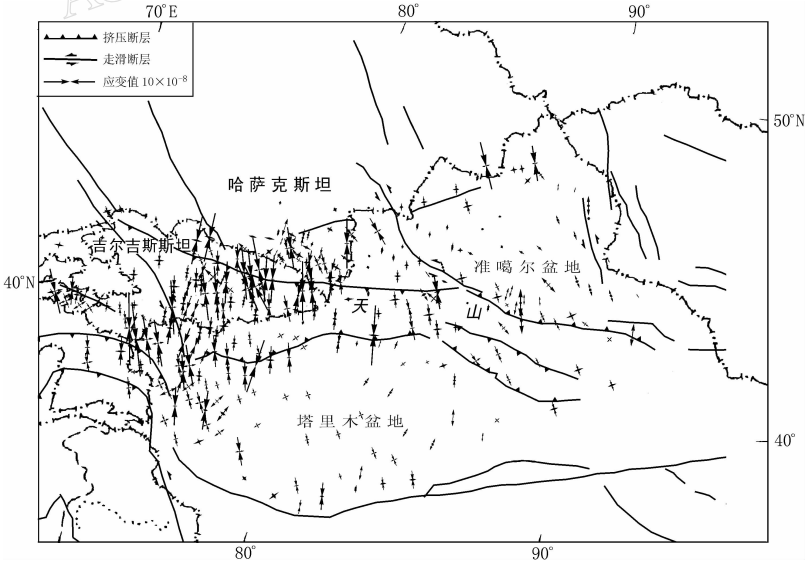 70°E
80°
90°
挤压断层
走滑断层
应变值 10×10⁻⁸
50°N
哈萨克斯坦
吉尔吉斯斯坦
准噶尔盆地
40°N
天山
塔里木盆地
40°
80°
90°